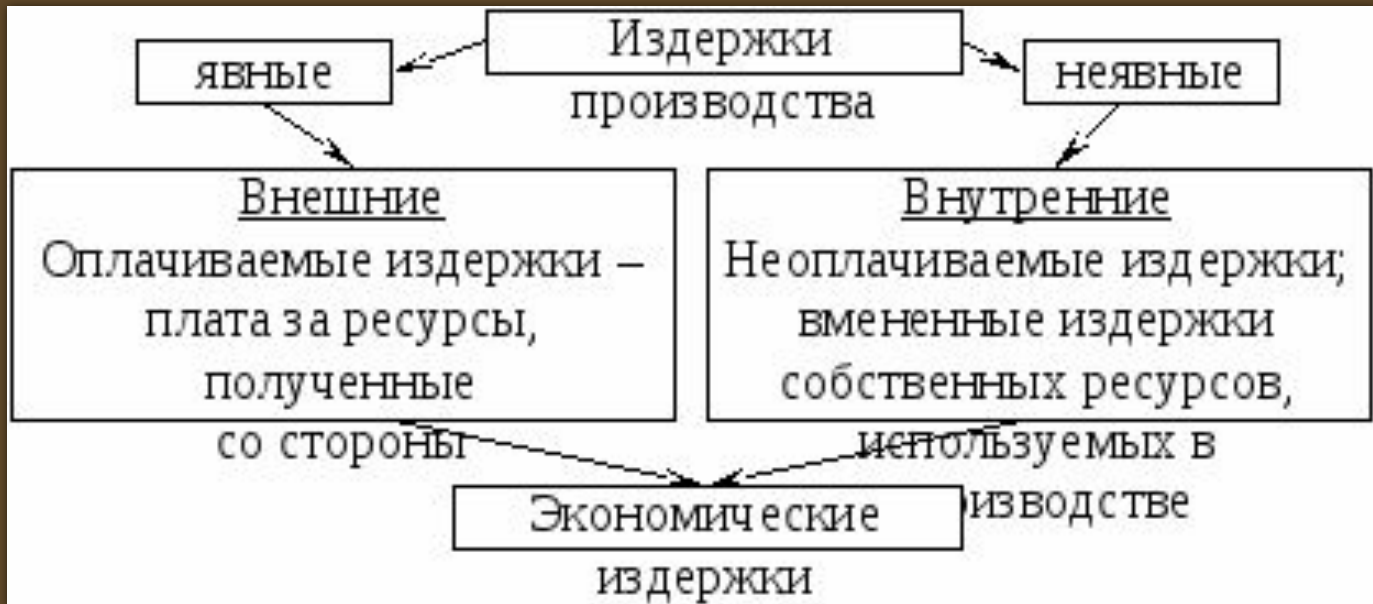 Издержки
производства
явные
неявные
Внешние
Оплачиваемые издержки –
плата за ресурсы,
полученные
со стороны
Внутренние
Неоплачиваемые издержки;
вмененные издержки
собственных ресурсов,
используемых в
Экономические
издержки